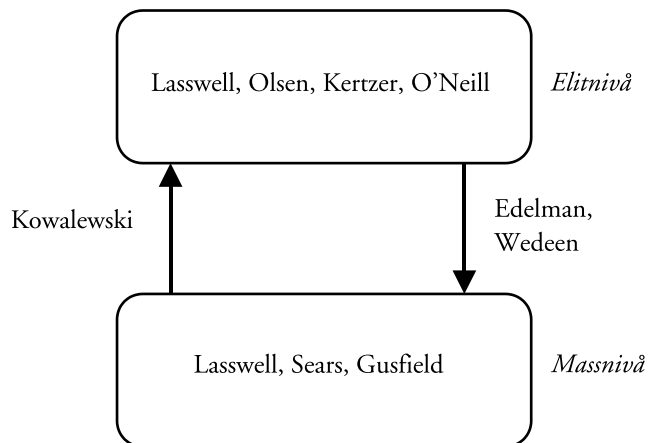 Lasswell, Olsen, Kertzer, O’Neill
Elitnivå
Kowalewski
Edelman,
Wedeen
Lasswell, Sears, Gusfield
Massnivå